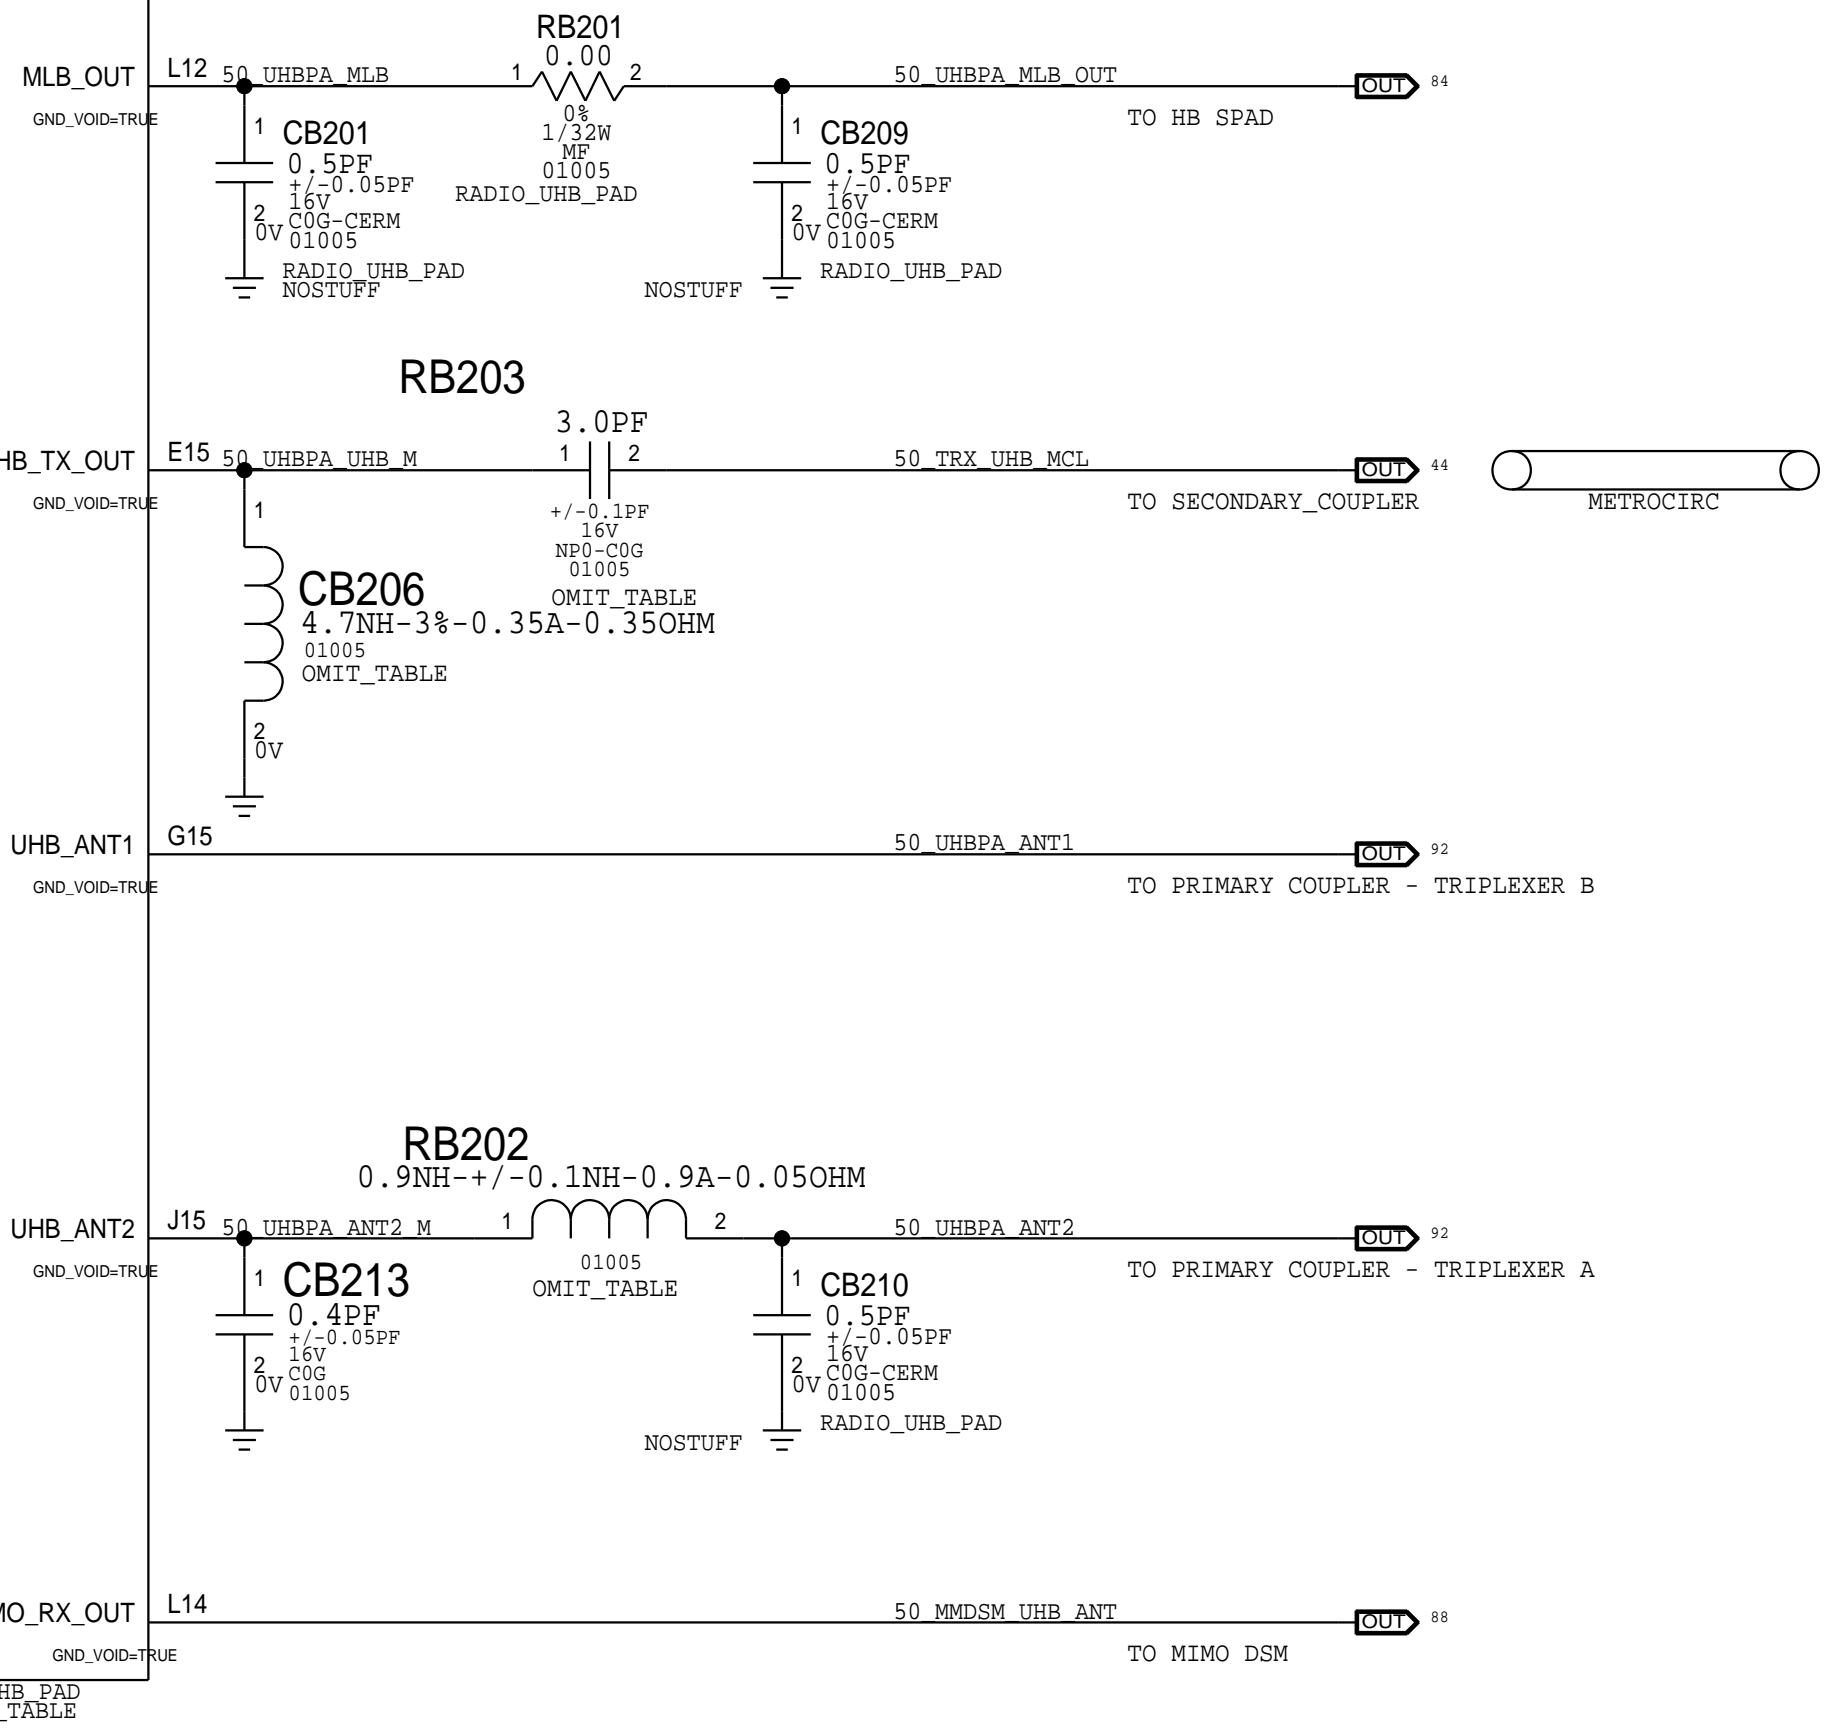 RB201
0.00
MLB_OUT
L12
50_UHBPA_MLB
1
2
50_UHBPA_MLB_OUT
OUT
84
GND_VOID=TRUE
0%
1/32W
MF
01005
RADIO_UHB_PAD
TO HB SPAD
1
CB201
0.5PF
+/-0.05PF
16V
2
C0G-CERM
0V
01005
RADIO_UHB_PAD
NOSTUFF
1
CB209
0.5PF
+/-0.05PF
16V
2
C0G-CERM
0V
01005
RADIO_UHB_PAD
NOSTUFF
RB203
3.0PF
HB_TX_OUT
E15
50_UHBPA_UHB_M
1
2
50_TRX_UHB_MCL
OUT
44
GND_VOID=TRUE
+/-0.1PF
16V
NP0-C0G
01005
OMIT_TABLE
TO SECONDARY_COUPLER
METROCIRC
1
CB206
4.7NH-3%-0.35A-0.35OHM
01005
OMIT_TABLE
2
0V
UHB_ANT1
G15
50_UHBPA_ANT1
OUT
92
GND_VOID=TRUE
TO PRIMARY COUPLER - TRIPLEXER B
RB202
0.9NH-+/-0.1NH-0.9A-0.05OHM
UHB_ANT2
J15
50_UHBPA_ANT2_M
1
2
50_UHBPA_ANT2
OUT
92
GND_VOID=TRUE
01005
OMIT_TABLE
TO PRIMARY COUPLER - TRIPLEXER A
1
CB213
0.4PF
+/-0.05PF
16V
2
C0G
0V
01005
1
CB210
0.5PF
+/-0.05PF
16V
2
C0G-CERM
0V
01005
RADIO_UHB_PAD
NOSTUFF
MO_RX_OUT
L14
50_MMDSM_UHB_ANT
OUT
88
GND_VOID=TRUE
TO MIMO DSM
HB_PAD
_TABLE